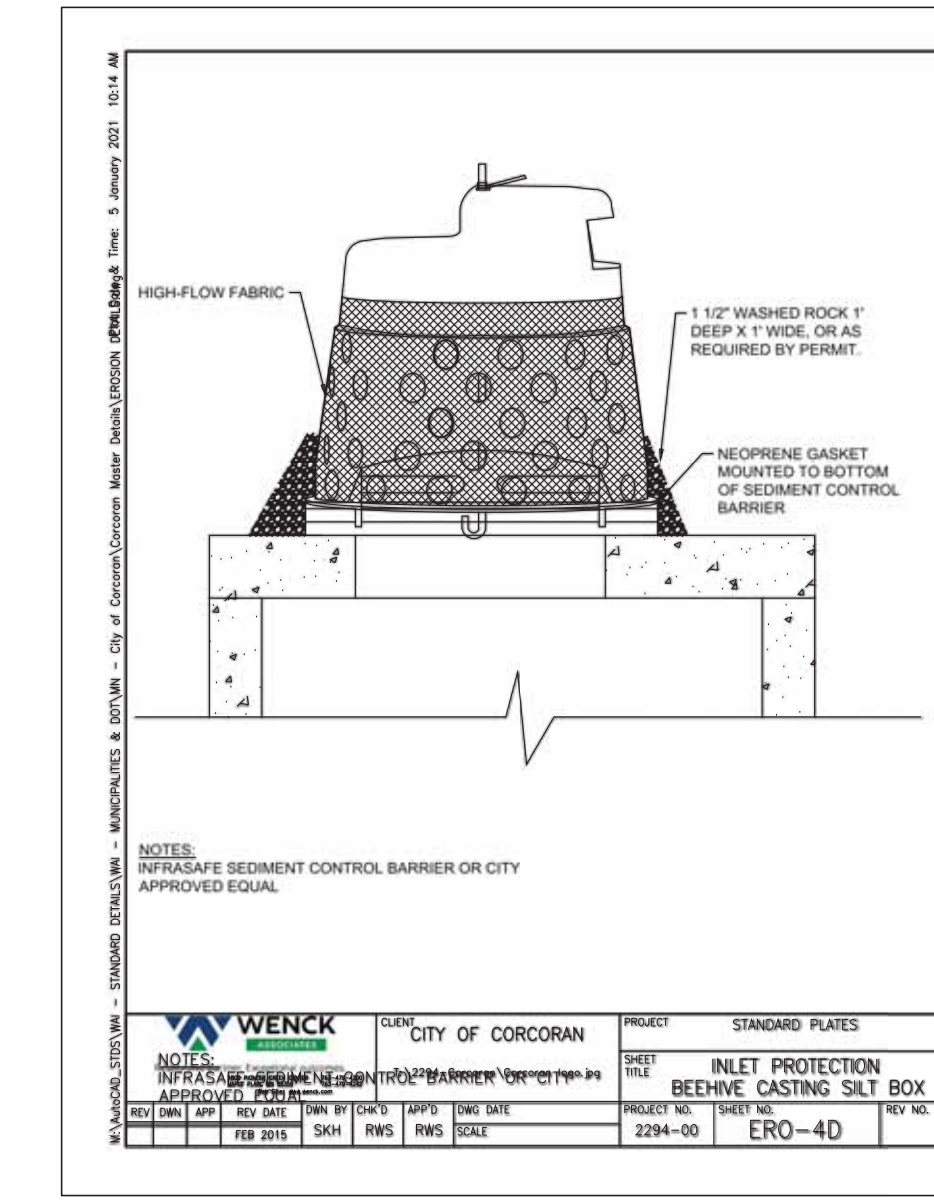 HIGH-FLOW FABRIC
1 1/2" WASHED ROCK 1'
DEEP X 1' WIDE, OR AS
REQUIRED BY PERMIT.
NEOPRENE GASKET
MOUNTED TO BOTTOM
OF SEDIMENT CONTROL
BARRIER
NOTES:
INFRASAFE SEDIMENT CONTROL BARRIER OR CITY
APPROVED EQUAL
W:\AutoCAD_STDS\WAI - STANDARD DETAILS\WAI - MUNICIPALITIES & DOT\MN - City of Corcoran\Corcoran Master Details\EROSION Time: 5 January 2021 10:14 AM
WENCK
ASSOCIATES
NOTES:
INFRASAFE SEDIMENT CONTROL BARRIER OR CITY
APPROVED EQUAL
CLIENT
CITY OF CORCORAN
T:\2294-Corcoran\Corcoran logo.jpg
PROJECT
STANDARD PLATES
SHEET
TITLE
INLET PROTECTION
BEEHIVE CASTING SILT BOX
REV DWN APP REV DATE DWN BY CHK'D APP'D DWG DATE PROJECT NO. SHEET NO. REV NO.
FEB 2015 SKH RWS RWS SCALE 2294-00 ERO-4D